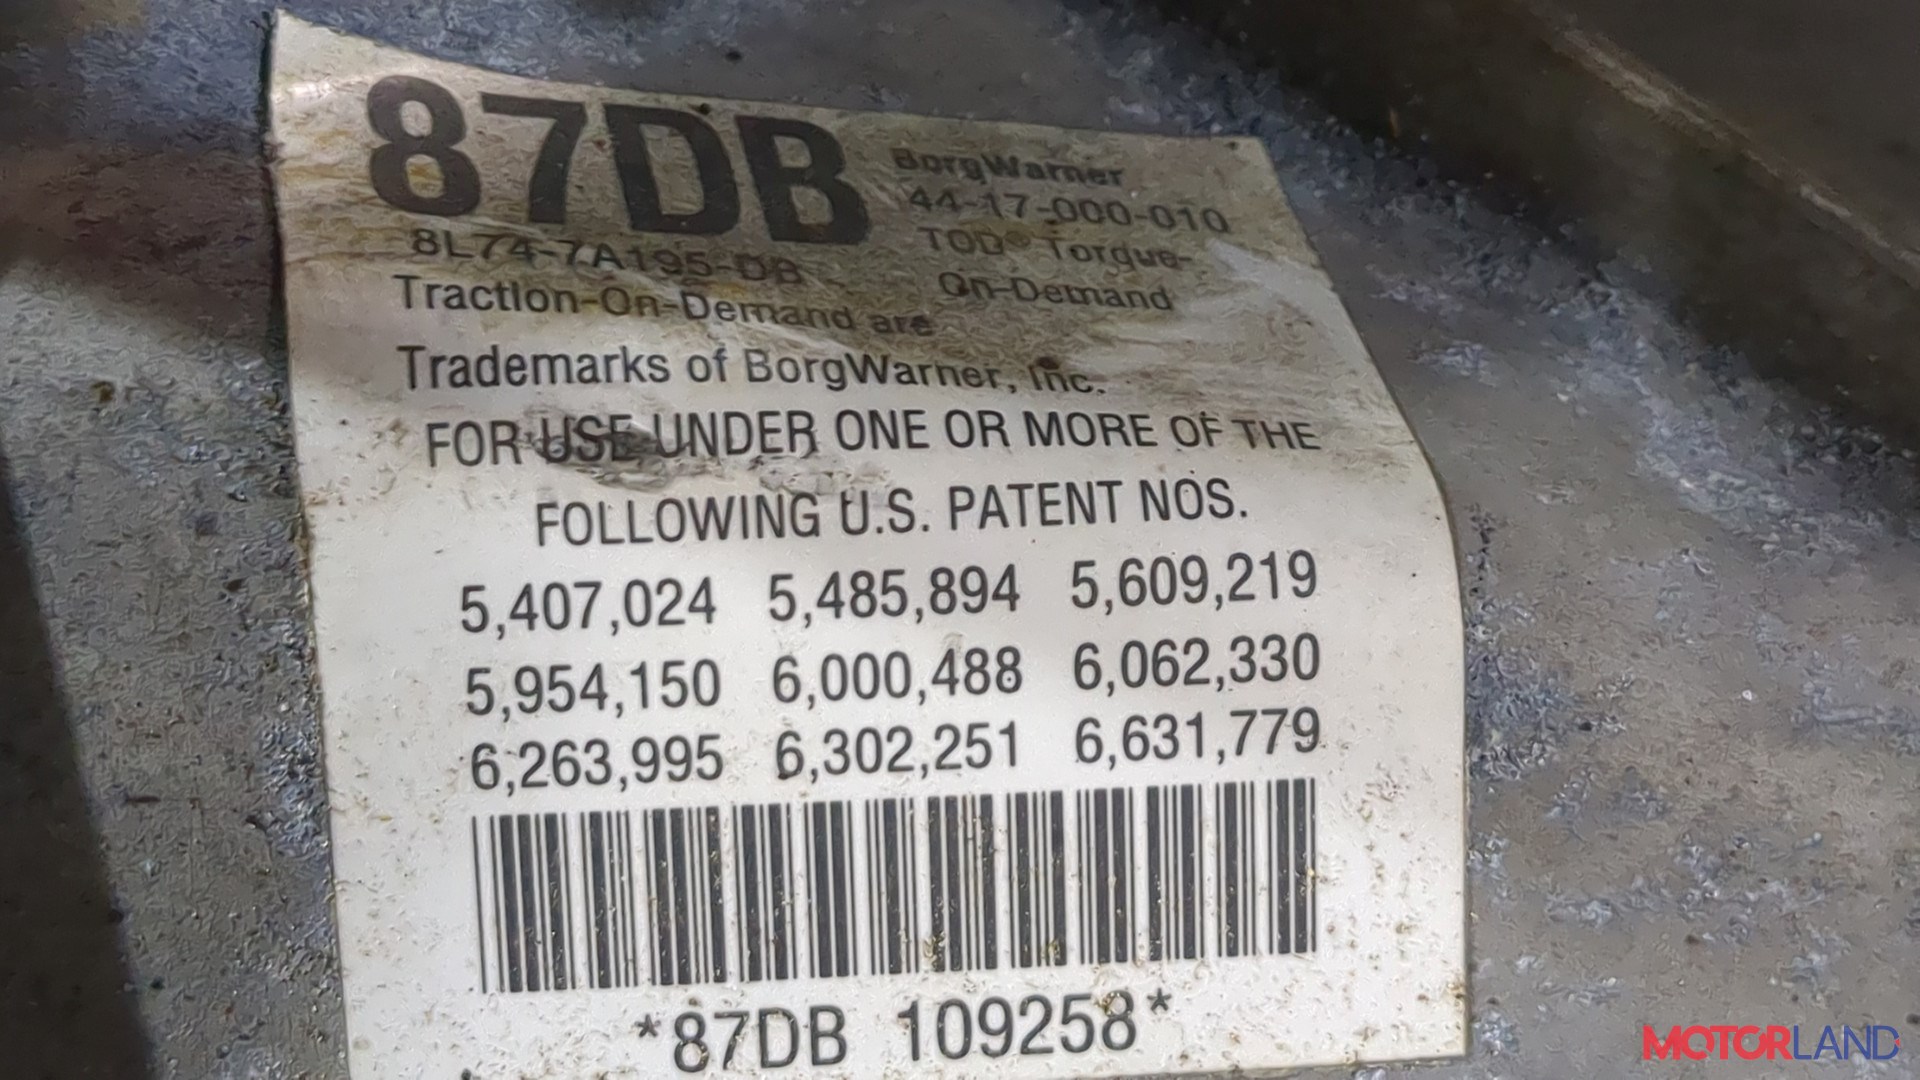 87DB
BorgWarner
44-17-000-010
8L74-7A195-DB
TOD® Torque-
On-Demand
Traction-On-Demand are
Trademarks of BorgWarner, Inc.
FOR USE UNDER ONE OR MORE OF THE
FOLLOWING U.S. PATENT NOS.
5,407,024 5,485,894 5,609,219
5,954,150 6,000,488 6,062,330
6,263,995 6,302,251 6,631,779
*87DB 109258*
MOTORLAND